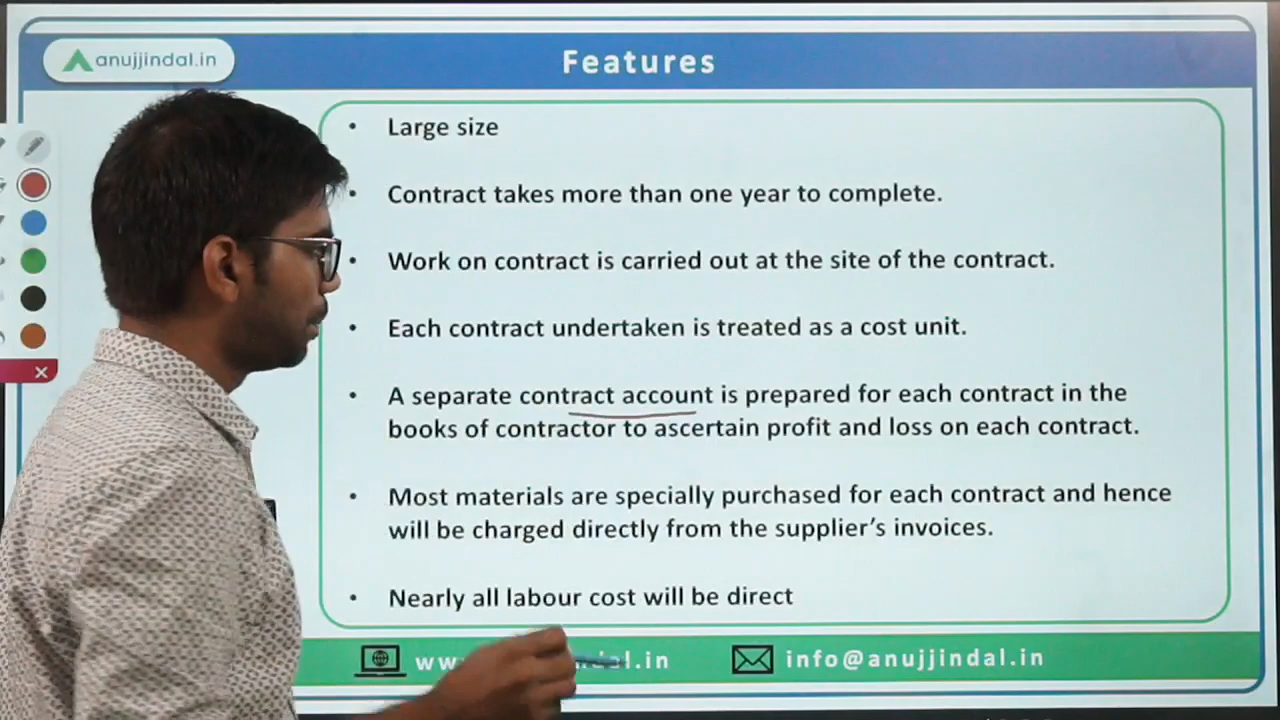 anujjindal.in
Features
• Large size
• Contract takes more than one year to complete.
• Work on contract is carried out at the site of the contract.
• Each contract undertaken is treated as a cost unit.
• A separate contract account is prepared for each contract in the
books of contractor to ascertain profit and loss on each contract.
• Most materials are specially purchased for each contract and hence
will be charged directly from the supplier's invoices.
• Nearly all labour cost will be direct
info@anujjindal.in